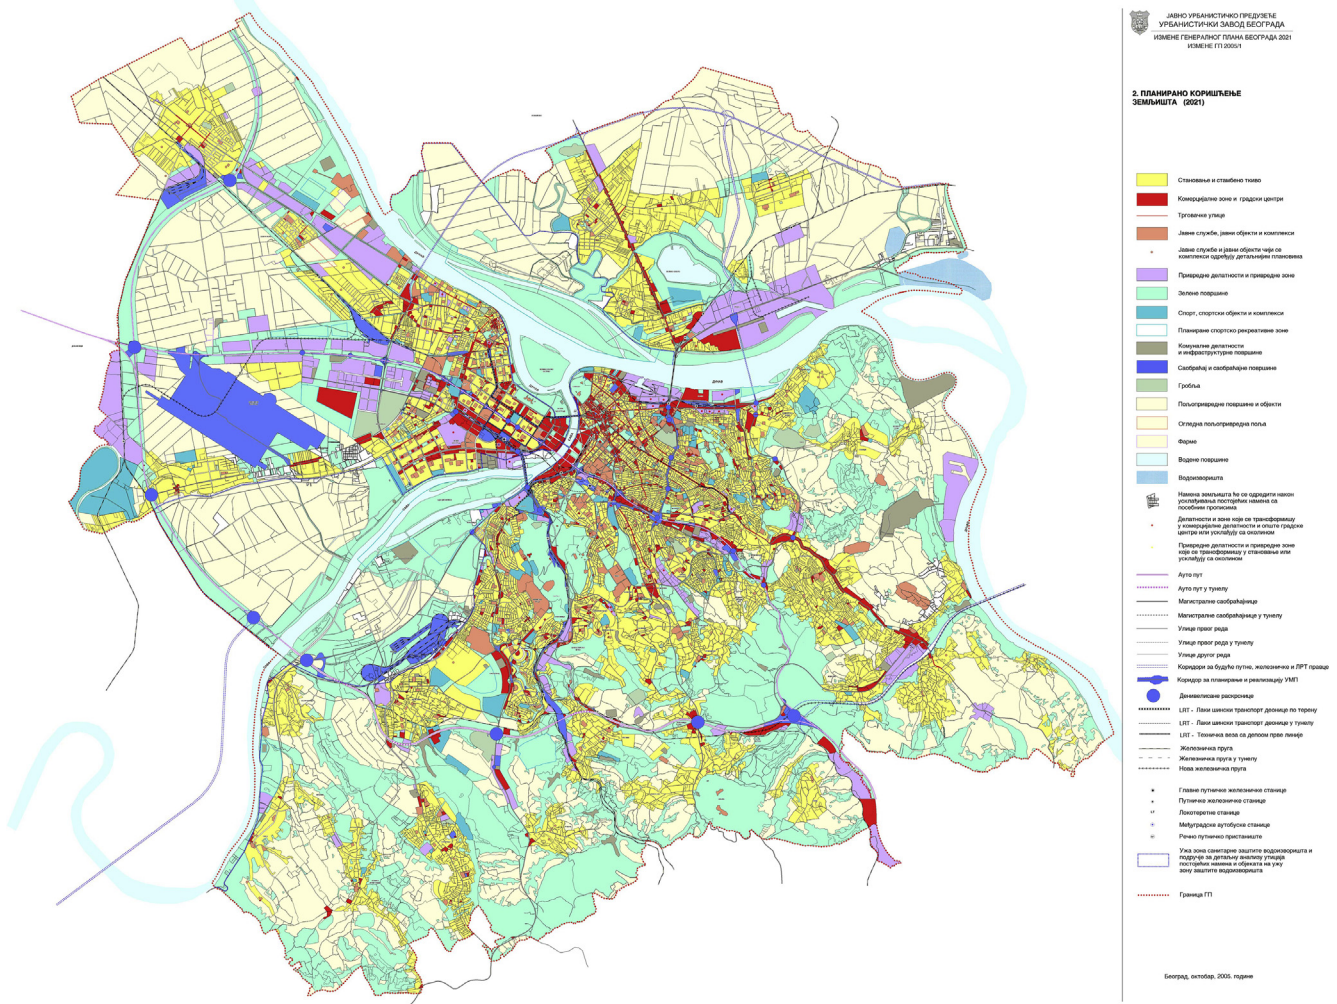 ЈАВНО УРБАНИСТИЧКО ПРЕДУЗЕЋЕ
УРБАНИСТИЧКИ ЗАВОД БЕОГРАДА
ИЗМЕНЕ ГЕНЕРАЛНОГ ПЛАНА БЕОГРАДА 2021
ИЗМЕНЕ ГП 2005/1
2. ПЛАНИРАНО КОРИШЋЕЊЕ
ЗЕМЉИШТА (2021)
Становање и стамбено ткиво
Комерцијалне зоне и градски центри
Трговачке улице
Јавне службе, јавни објекти и комплекси
Јавне службе и јавни објекти чији се
комплекси одређују детаљнијим плановима
Привредне делатности и привредне зоне
Зелене површине
Спорт, спортски објекти и комплекси
Планиране спортско рекреативне зоне
Комуналне делатности
и инфраструктурне површине
Саобраћај и саобраћајне површине
Гробља
Пољопривредне површине и објекти
Огледна пољопривредна поља
Фарме
Водене површине
Водоизворишта
Намена земљишта ће се одредити након
усклађивања постојећих намена са
посебним прописима
Делатности и зоне које се трансформишу
у комерцијалне делатности и опште градске
центре или усклађују са околином
Привредне делатности и привредне зоне
које се трансформишу у становање или
усклађују са околином
Ауто пут
Ауто пут у тунелу
Магистралне саобраћајнице
Магистралне саобраћајнице у тунелу
Улице првог реда
Улице првог реда у тунелу
Улице другог реда
Коридори за будуће путне, железничке и ЛРТ правце
Коридор за планирање и реализацију УМП
Денивелисане раскрснице
LRT - Лаки шински транспорт деонице по терену
LRT - Лаки шински транспорт деонице у тунелу
LRT - Техничка веза са депоом прве линије
Железничка пруга
Железничка пруга у тунелу
Нова железничка пруга
Главне путничке железничке станице
Путничке железничке станице
Локотеретне станице
Међуградске аутобуске станице
Речно путничко пристаниште
Ужа зона санитарне заштите водоизворишта и
подручје за детаљну анализу утицаја
постојећих намена и објеката на ужу
зону заштите водоизворишта
Граница ГП
Београд, октобар, 2005. године